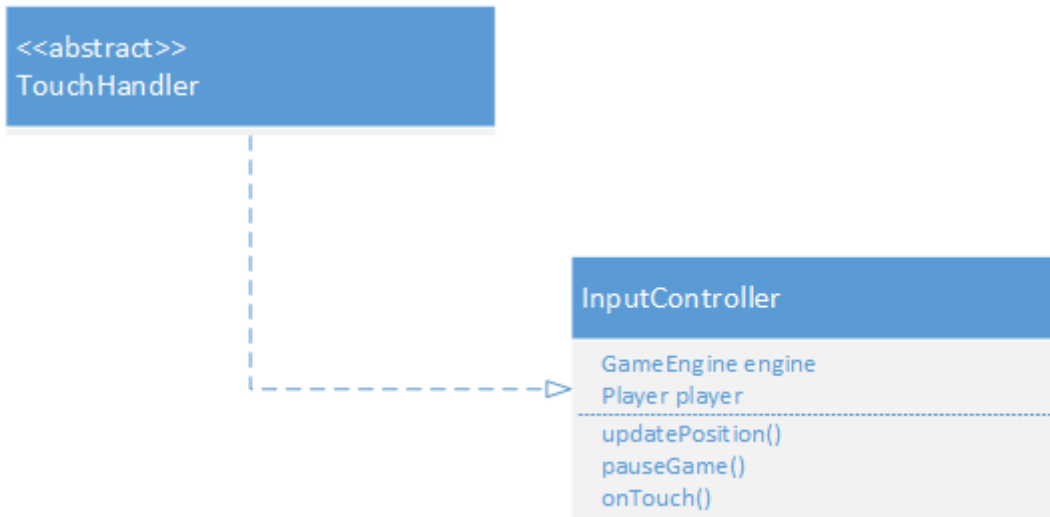 <<abstract>>
TouchHandler
InputController
GameEngine engine
Player player
updatePosition()
pauseGame()
onTouch()